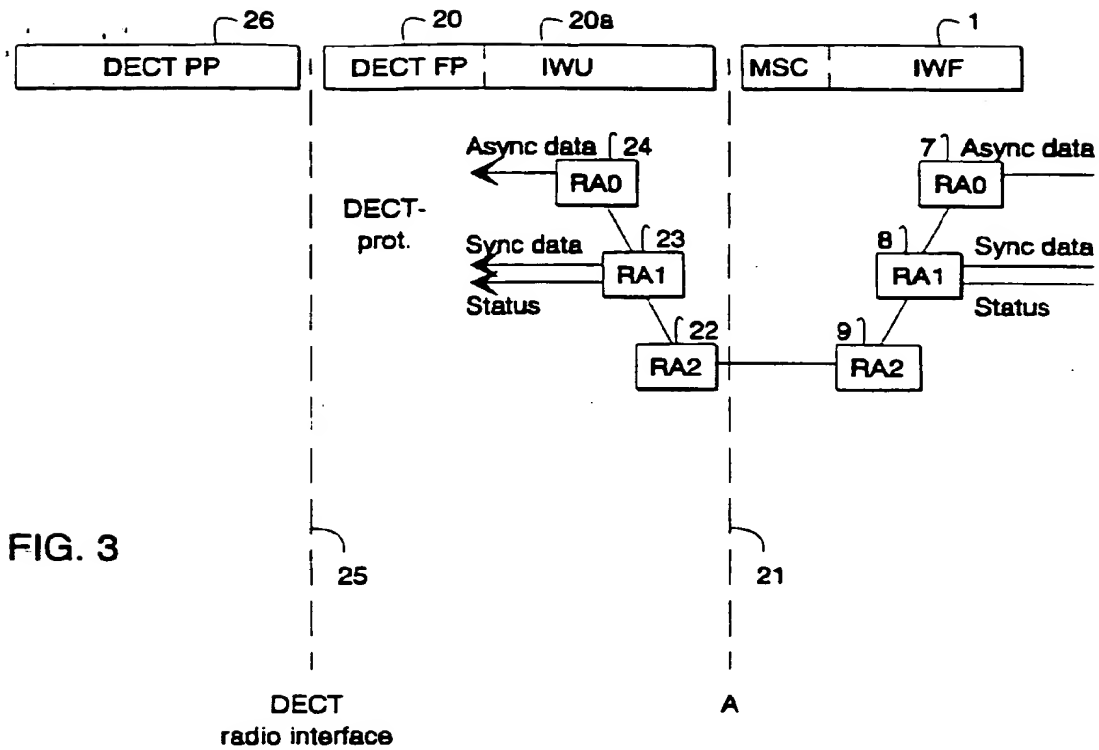 26 20 20a 1
DECT PP DECT FP IWU MSC IWF
Async data 24 7 Async data
RA0 RA0
DECT-
prot.
23 8
Sync data Sync data
RA1 RA1
Status Status
22 9
RA2 RA2
FIG. 3
25 21
DECT A
radio interface